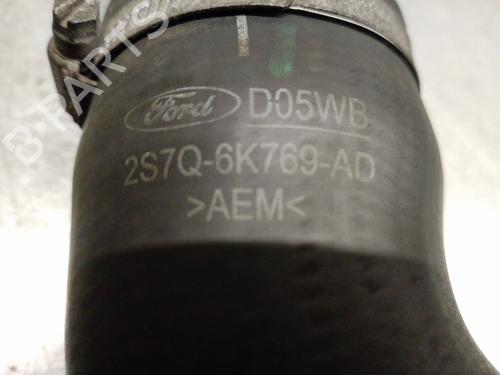 Ford D05WB
2S7Q-6K769-AD
>AEM<
B-PARTS